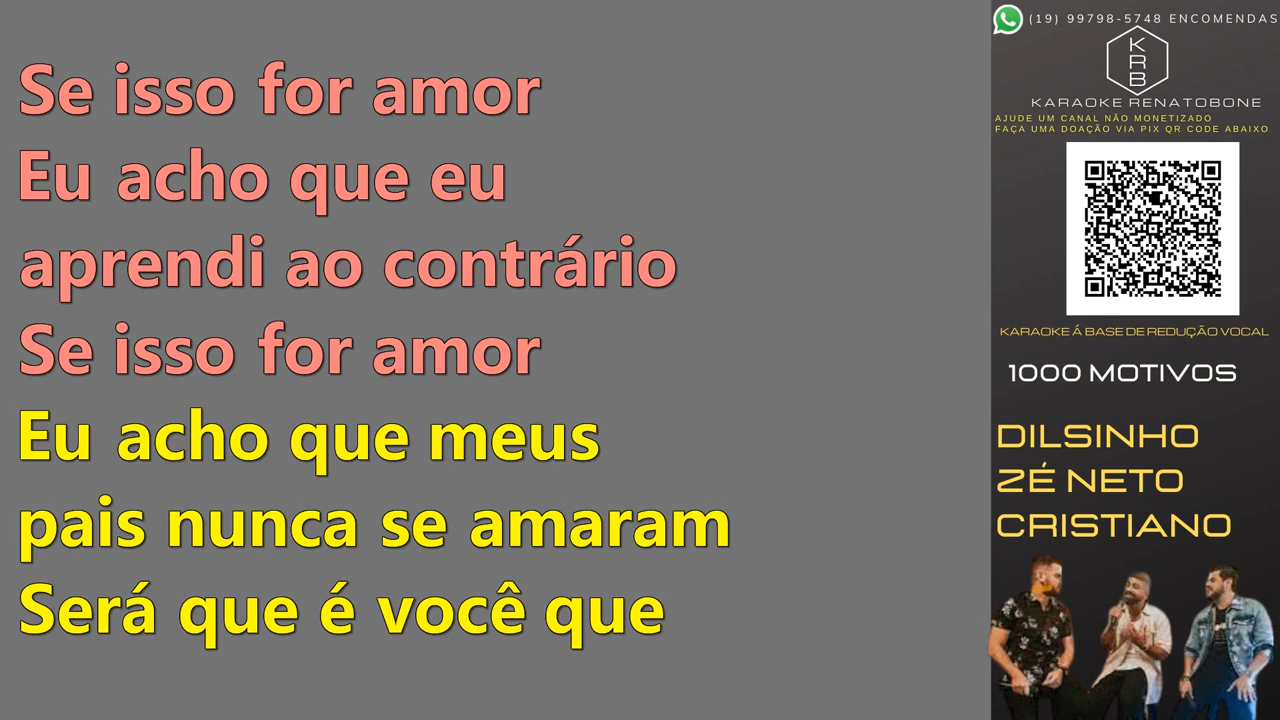 Se isso for amor
Eu acho que eu
aprendi ao contrário
Se isso for amor
Eu acho que meus
pais nunca se amaram
Será que é você que
(19) 99798-5748 ENCOMENDAS
K
R
B
KARAOKE RENATOBONE
AJUDE UM CANAL NÃO MONETIZADO
FAÇA UMA DOAÇÃO VIA PIX QR CODE ABAIXO
KARAOKE Á BASE DE REDUÇÃO VOCAL
1000 MOTIVOS
DILSINHO
ZÉ NETO
CRISTIANO